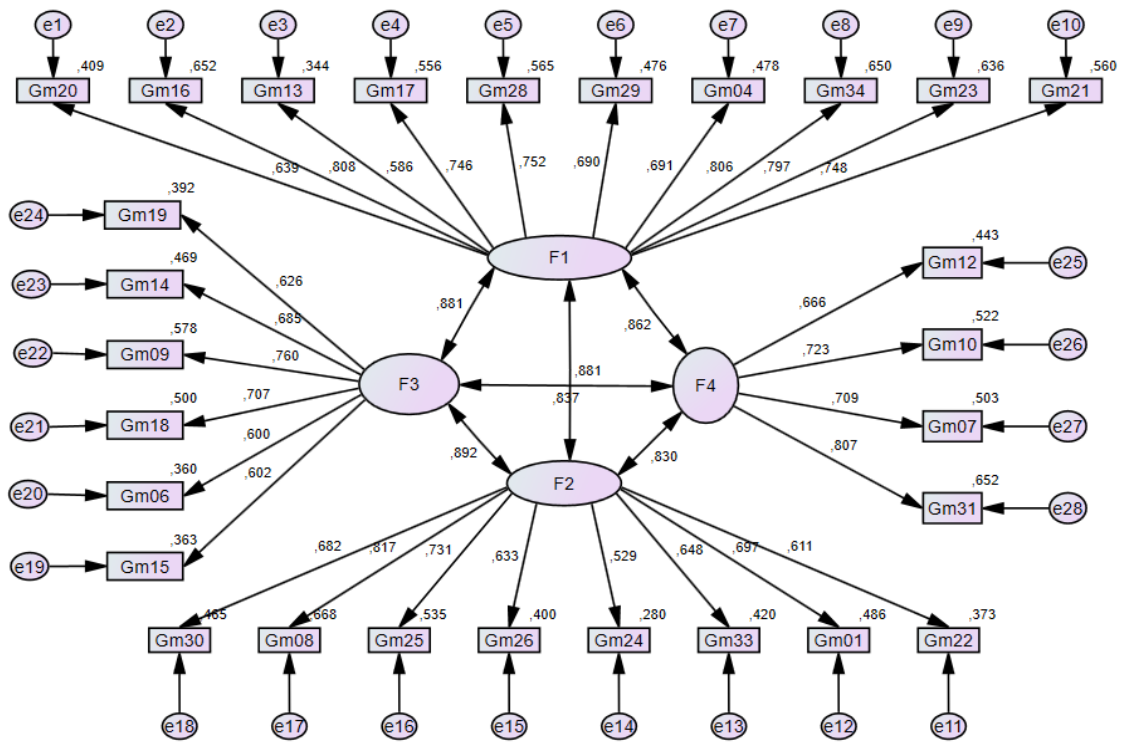 e1 e2 e3 e4 e5 e6 e7 e8 e9 e10
,409 ,652 ,344 ,556 ,565 ,476 ,478 ,650 ,636 ,560
Gm20 Gm16 Gm13 Gm17 Gm28 Gm29 Gm04 Gm34 Gm23 Gm21
,639 ,808 ,586 ,746 ,752 ,690 ,691 ,806 ,797 ,748
,392
e24 Gm19
F1
,443
Gm12 e25
,469
e23 Gm14
,626
,881 ,862
,666
,685
,578
e22 Gm09
,760
,522
Gm10 e26
,723
F3 ,881 F4
,837
,707
,500
e21 Gm18
,709
,503
Gm07 e27
,600
,892 ,830
,807
,360
e20 Gm06
,602
F2
,652
Gm31 e28
,363
e19 Gm15
,682 ,817 ,731 ,633 ,529 ,648 ,697 ,611
,465 ,668 ,535 ,400 ,280 ,420 ,486 ,373
Gm30 Gm08 Gm25 Gm26 Gm24 Gm33 Gm01 Gm22
e18 e17 e16 e15 e14 e13 e12 e11